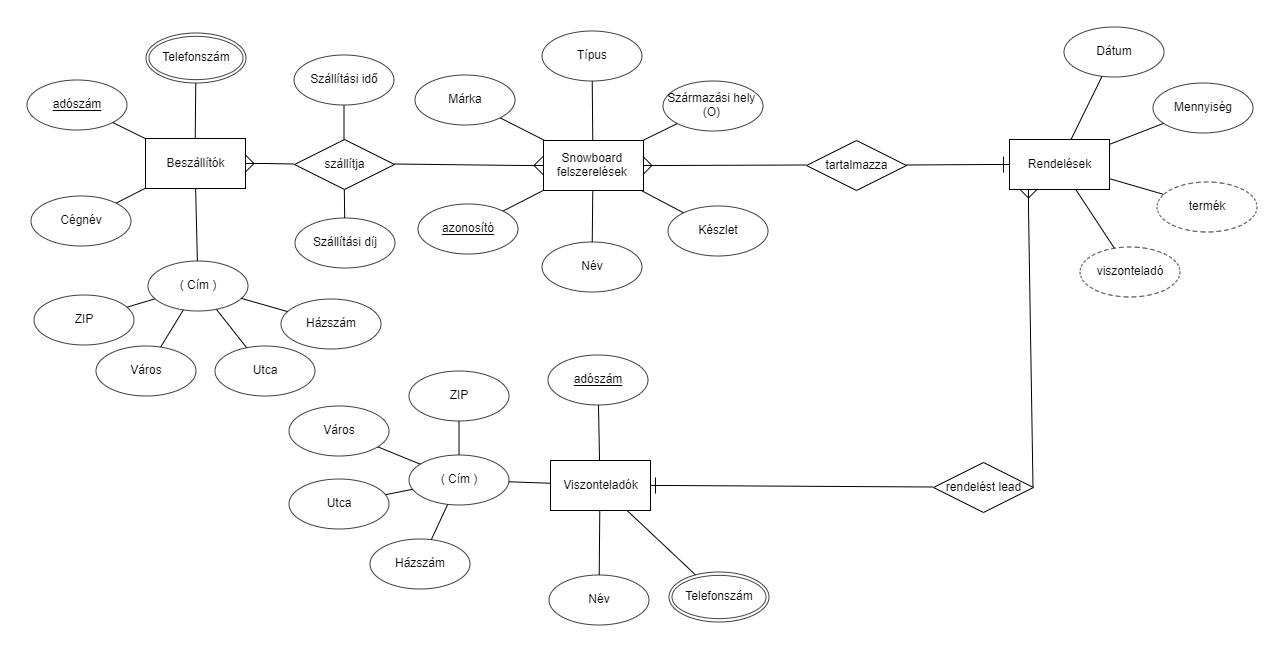 Telefonszám
adószám
Beszállítók
Cégnév
( Cím )
ZIP
Város
Utca
Házszám
Szállítási idő
szállítja
Szállítási díj
Típus
Márka
Származási hely
(O)
Snowboard
felszerelések
azonosító
Készlet
Név
tartalmazza
Dátum
Mennyiség
Rendelések
termék
viszonteladó
adószám
ZIP
Város
( Cím )
Utca
Házszám
Viszonteladók
rendelést lead
Név
Telefonszám